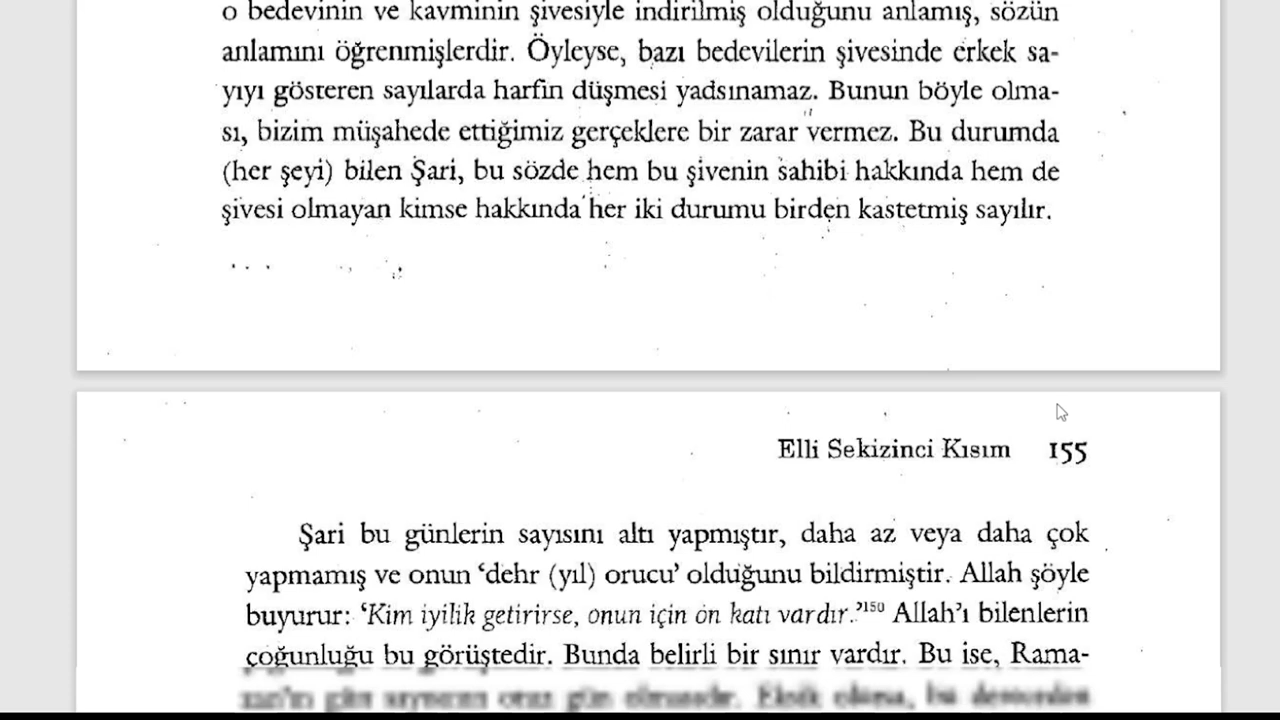 o bedevinin ve kavminin şivesiyle indirilmiş olduğunu anlamış, sözün
anlamını öğrenmişlerdir. Öyleyse, bazı bedevilerin şivesinde erkek sa-
yıyı gösteren sayılarda harfin düşmesi yadsınamaz. Bunun böyle olma-
sı, bizim müşahede ettiğimiz gerçeklere bir zarar vermez. Bu durumda
(her şeyi) bilen Şari, bu sözde hem bu şivenin sahibi hakkında hem de
şivesi olmayan kimse hakkında her iki durumu birden kastetmiş sayılır.
Elli Sekizinci Kısım 155
Şari bu günlerin sayısını altı yapmıştır, daha az veya daha çok
yapmamış ve onun ‘dehr (yıl) orucu’ olduğunu bildirmiştir. Allah şöyle
buyurur: ‘Kim iyilik getirirse, onun için on katı vardır.’150 Allah’ı bilenlerin
çoğunluğu bu görüştedir. Bunda belirli bir sınır vardır. Bu ise, Rama-